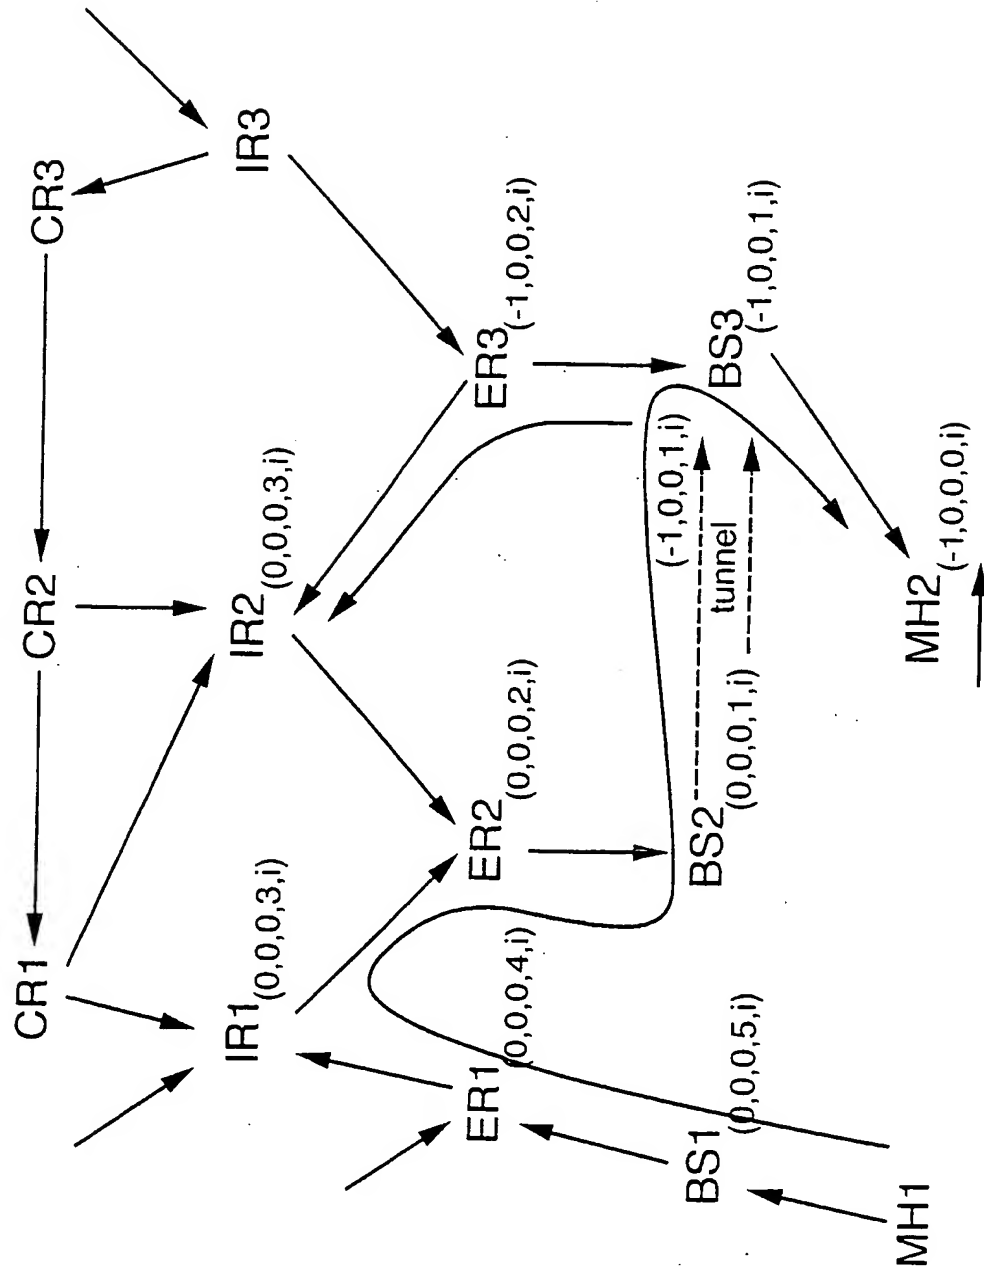 CR1
CR2
CR3
IR1 (0,0,0,3,i)
IR2 (0,0,0,3,i)
IR3
ER1 (0,0,0,4,i)
ER2 (0,0,0,2,i)
ER3 (-1,0,0,2,i)
BS1 (0,0,0,5,i)
BS2 (0,0,0,1,i)
tunnel
(-1,0,0,1,i)
BS3 (-1,0,0,1,i)
MH1
MH2 (-1,0,0,0,i)